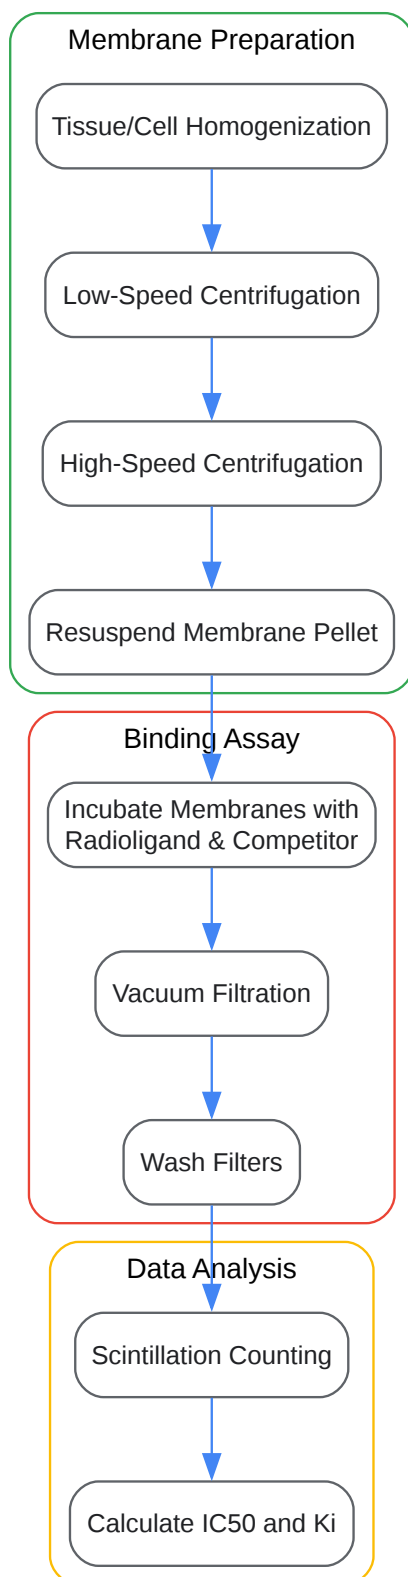 Membrane Preparation
Tissue/Cell Homogenization
Low-Speed Centrifugation
High-Speed Centrifugation
Resuspend Membrane Pellet
Binding Assay
Incubate Membranes with
Radioligand & Competitor
Vacuum Filtration
Wash Filters
Data Analysis
Scintillation Counting
Calculate IC50 and Ki